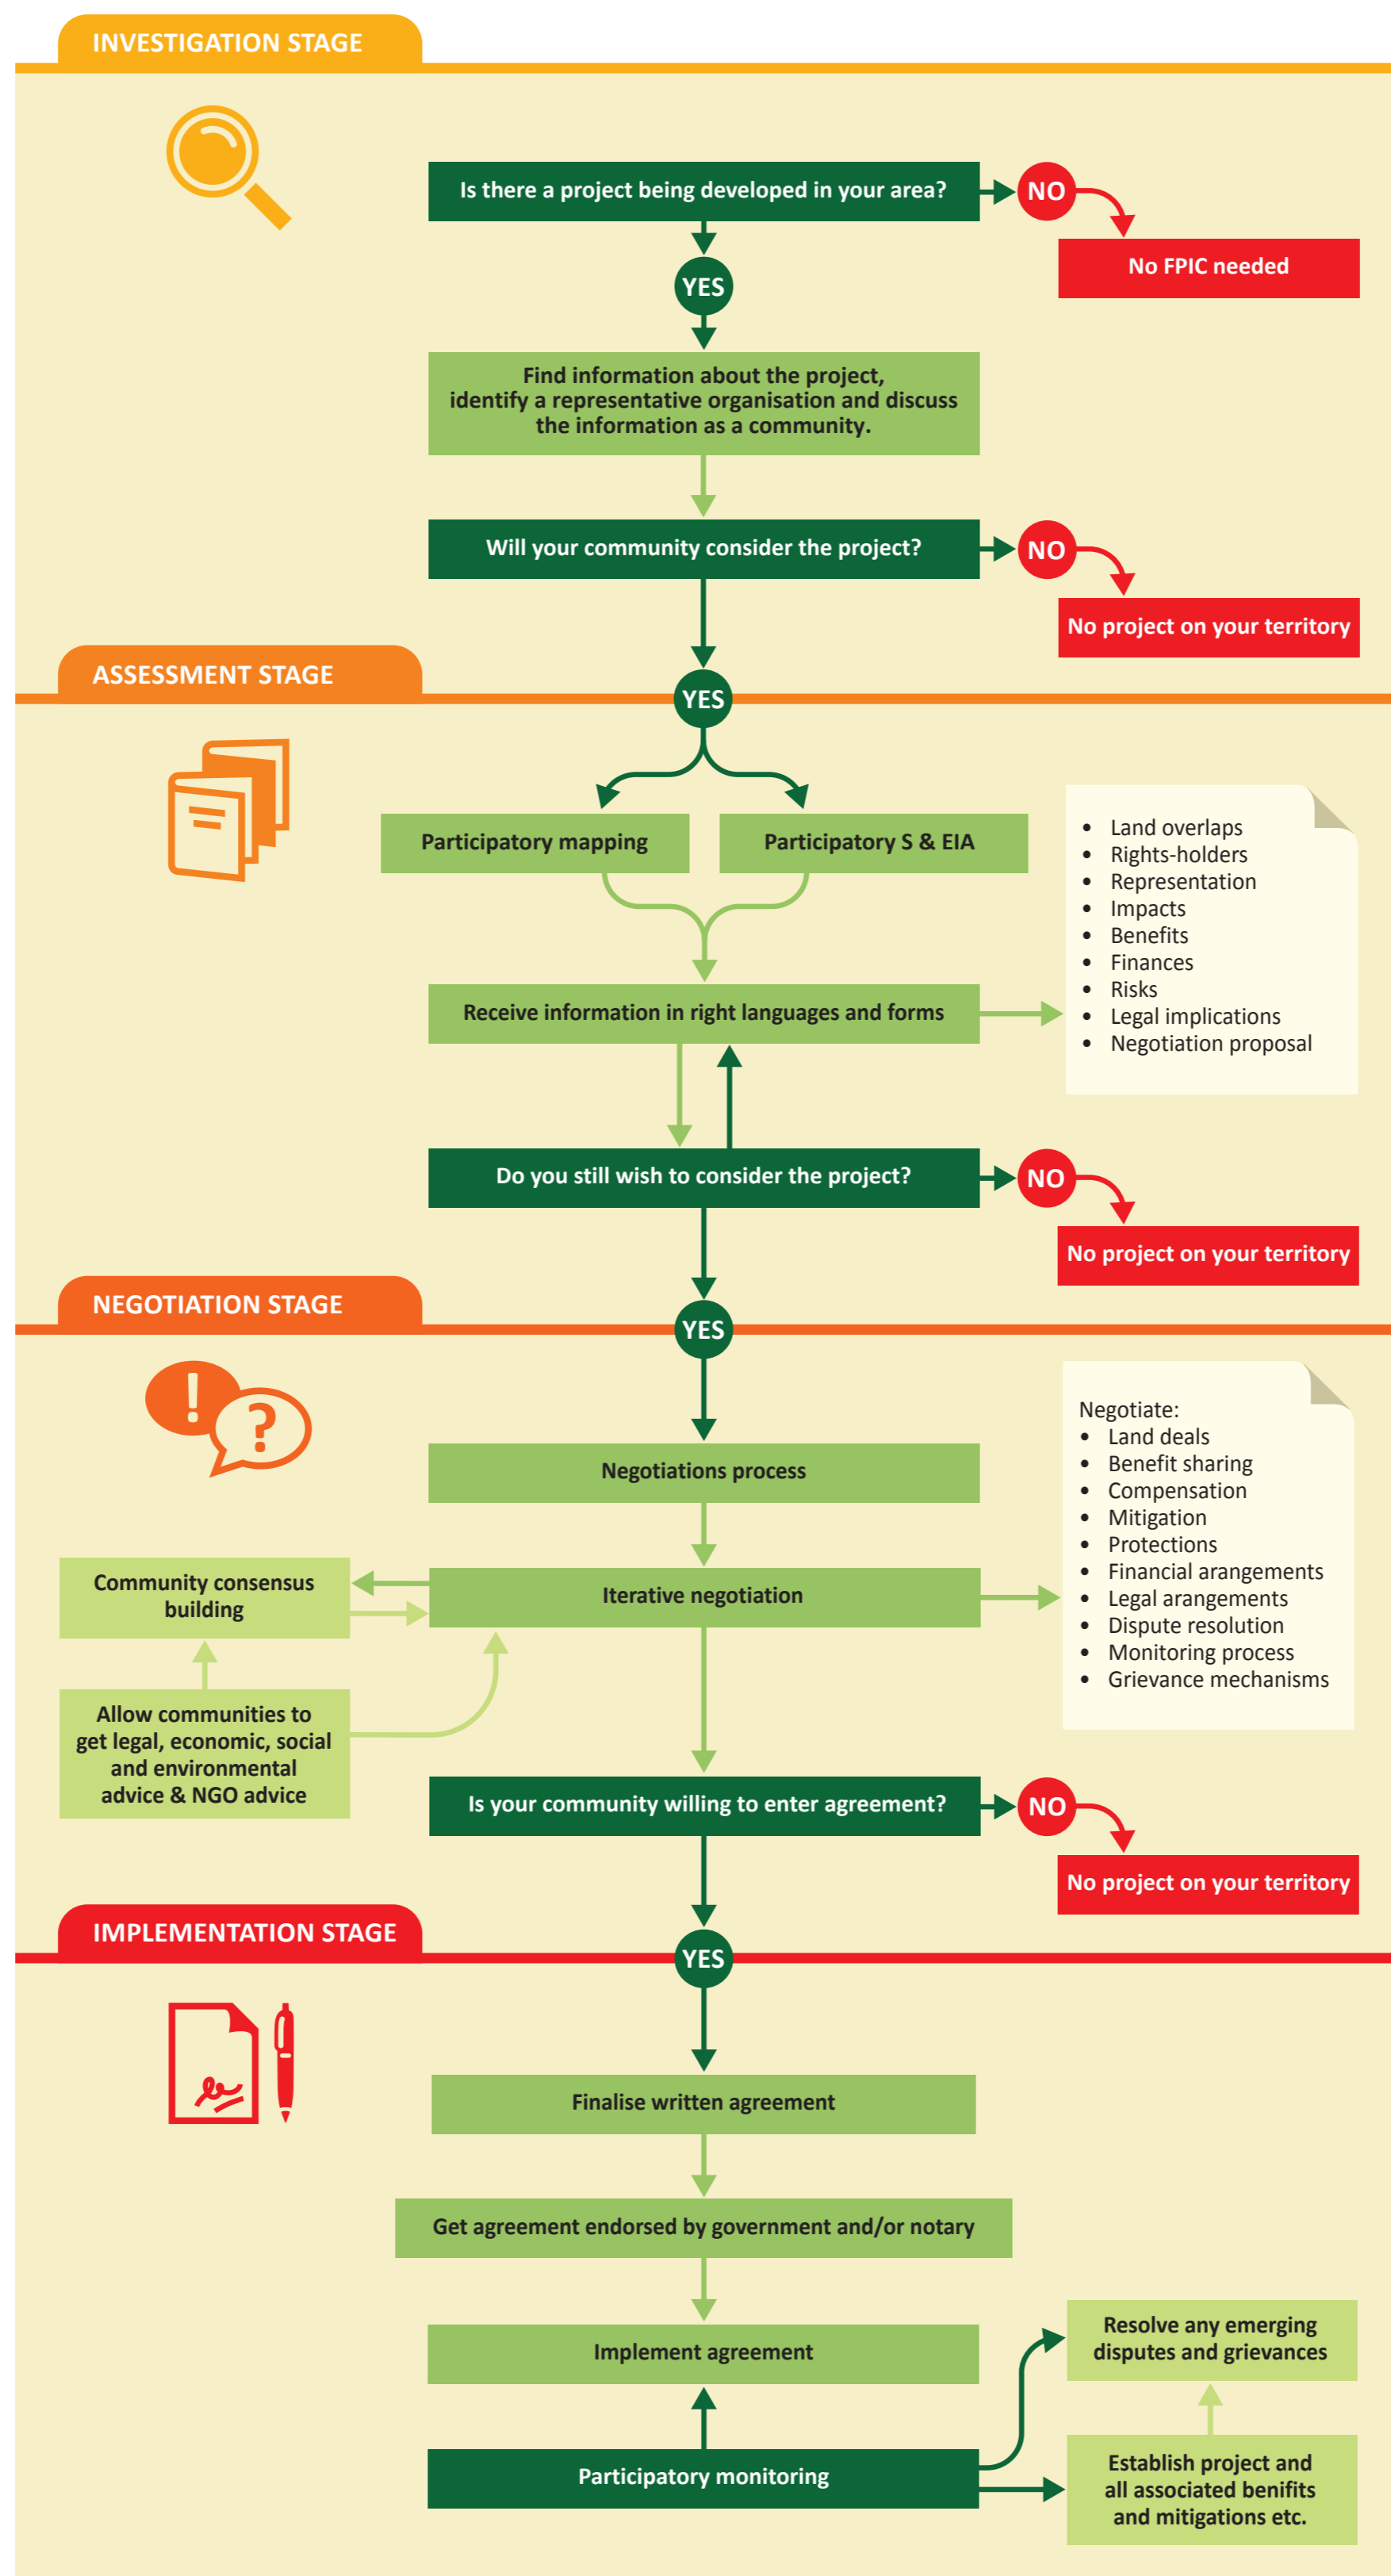 INVESTIGATION STAGE
Is there a project being developed in your area?
NO
No FPIC needed
YES
Find information about the project,
identify a representative organisation and discuss
the information as a community.
Will your community consider the project?
NO
No project on your territory
ASSESSMENT STAGE
YES
Participatory mapping
Participatory S & EIA
• Land overlaps
• Rights-holders
• Representation
• Impacts
• Benefits
• Finances
• Risks
• Legal implications
• Negotiation proposal
Receive information in right languages and forms
Do you still wish to consider the project?
NO
No project on your territory
NEGOTIATION STAGE
YES
! ?
Negotiations process
Negotiate:
• Land deals
• Benefit sharing
• Compensation
• Mitigation
• Protections
• Financial arangements
• Legal arangements
• Dispute resolution
• Monitoring process
• Grievance mechanisms
Community consensus
building
Iterative negotiation
Allow communities to
get legal, economic, social
and environmental
advice & NGO advice
Is your community willing to enter agreement?
NO
No project on your territory
IMPLEMENTATION STAGE
YES
Finalise written agreement
Get agreement endorsed by government and/or notary
Implement agreement
Resolve any emerging
disputes and grievances
Participatory monitoring
Establish project and
all associated benifits
and mitigations etc.